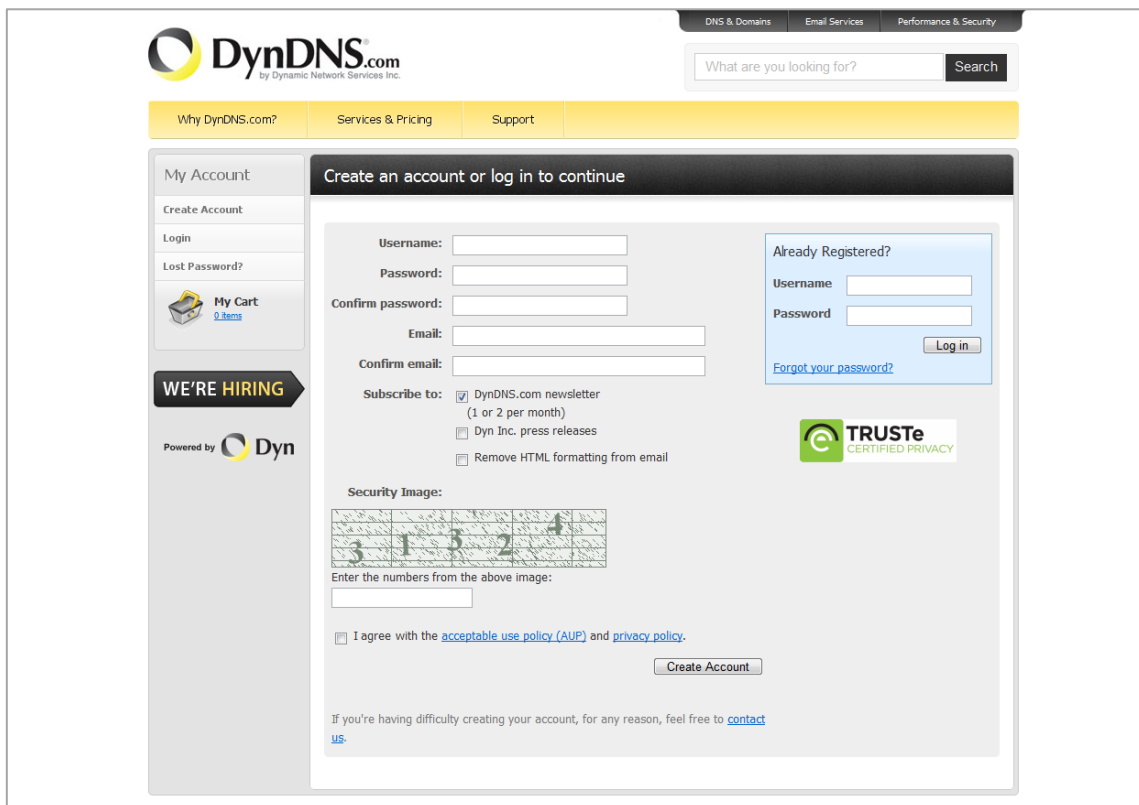 DNS & Domains Email Services Performance & Security
DynDNS.com
by Dynamic Network Services Inc.
What are you looking for? Search
Why DynDNS.com? Services & Pricing Support
My Account
Create Account
Login
Lost Password?
My Cart
0 items
WE'RE HIRING
Powered by Dyn
Create an account or log in to continue
Username:
Password:
Confirm password:
Email:
Confirm email:
Subscribe to: DynDNS.com newsletter
(1 or 2 per month)
Dyn Inc. press releases
Remove HTML formatting from email
Security Image:
3 1 3 2 4
Enter the numbers from the above image:
I agree with the acceptable use policy (AUP) and privacy policy.
Create Account
If you're having difficulty creating your account, for any reason, feel free to contact
us.
Already Registered?
Username
Password
Log in
Forgot your password?
e TRUSTe
CERTIFIED PRIVACY